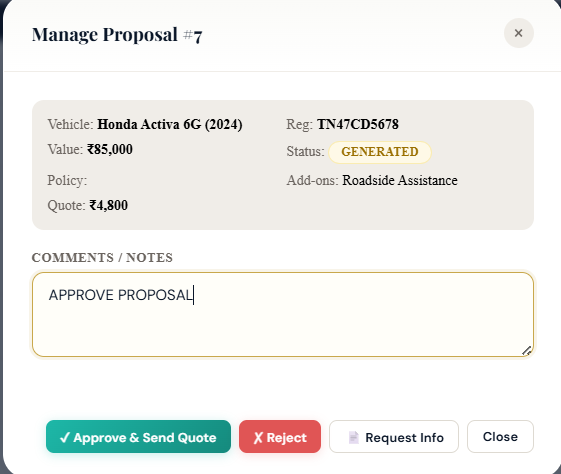 Manage Proposal #7
×
Vehicle: Honda Activa 6G (2024)
Reg: TN47CD5678
Value: ₹85,000
Status: GENERATED
Policy:
Add-ons: Roadside Assistance
Quote: ₹4,800
COMMENTS / NOTES
APPROVE PROPOSAL
✓ Approve & Send Quote
✗ Reject
Request Info
Close